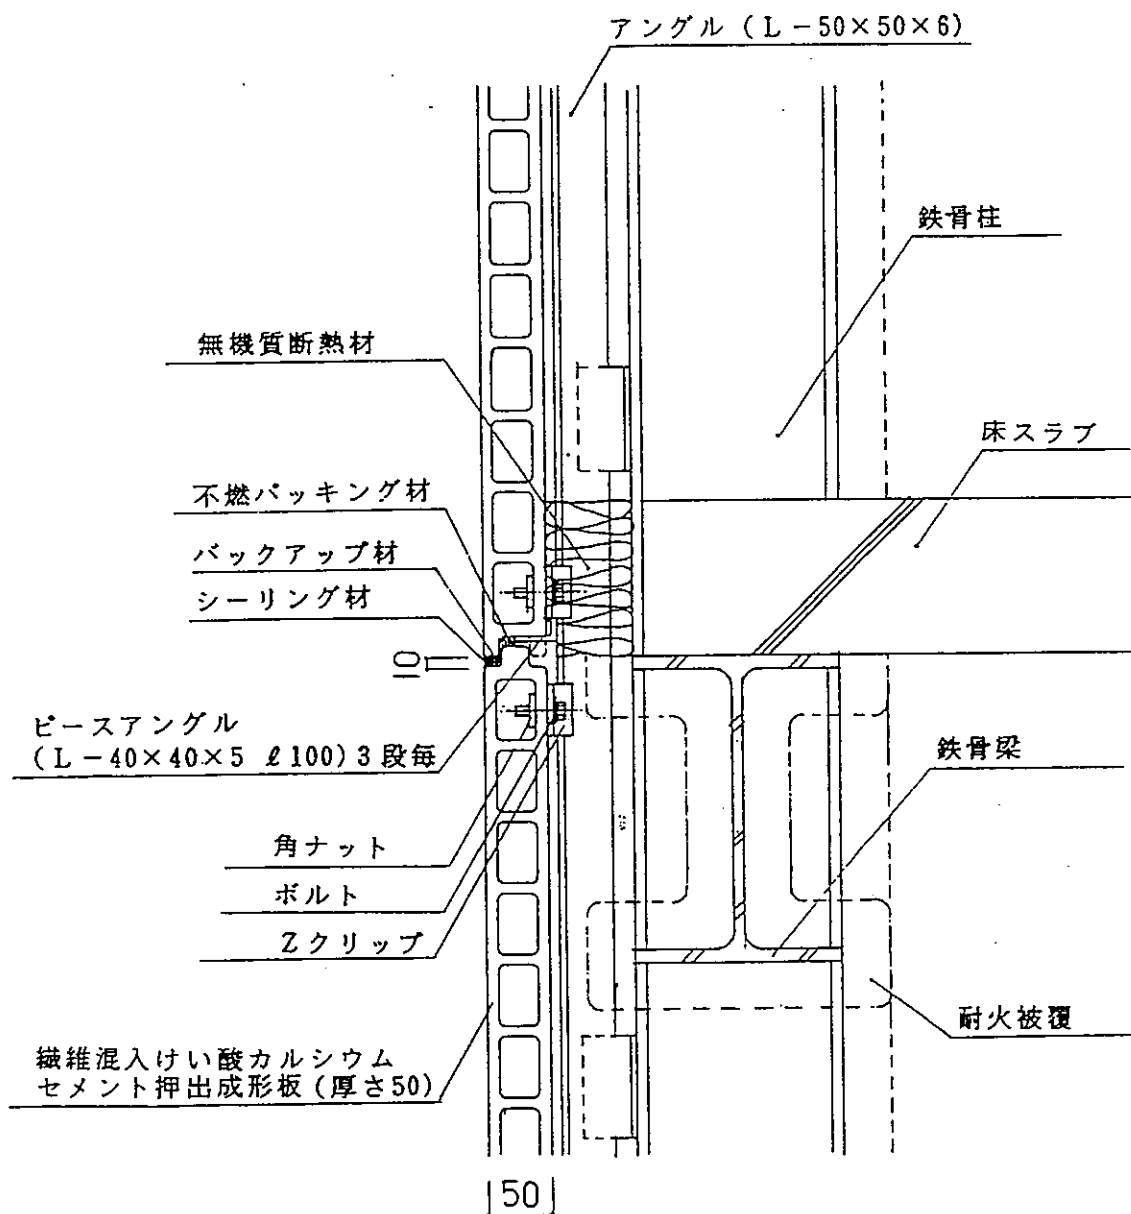 アングル (L－50×50×6)
鉄骨柱
無機質断熱材
床スラブ
不燃パッキング材
バックアップ材
シーリング材
10
ピースアングル
(L－40×40×5 ℓ100) 3段毎
鉄骨梁
角ナット
ボルト
Zクリップ
耐火被覆
繊維混入けい酸カルシウム
セメント押出成形板 (厚さ50)
50